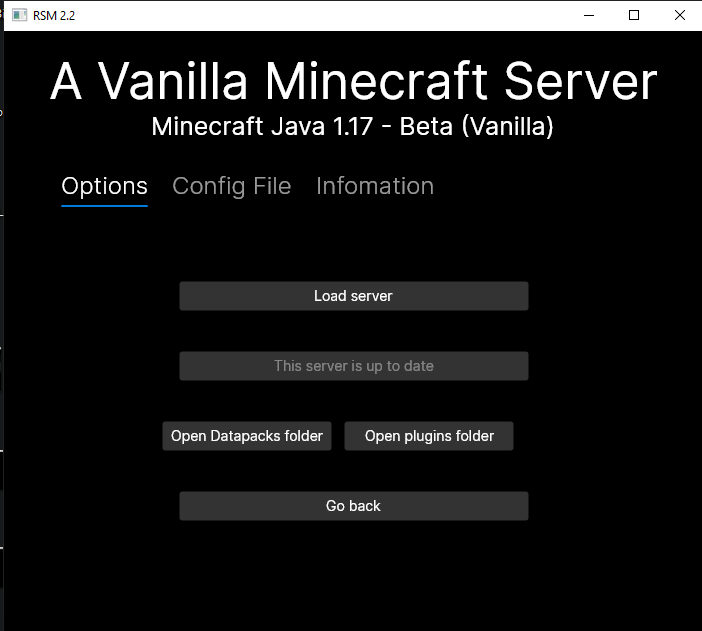 RSM 2.2
A Vanilla Minecraft Server
Minecraft Java 1.17 - Beta (Vanilla)
Options Config File Infomation
Load server
This server is up to date
Open Datapacks folder Open plugins folder
Go back